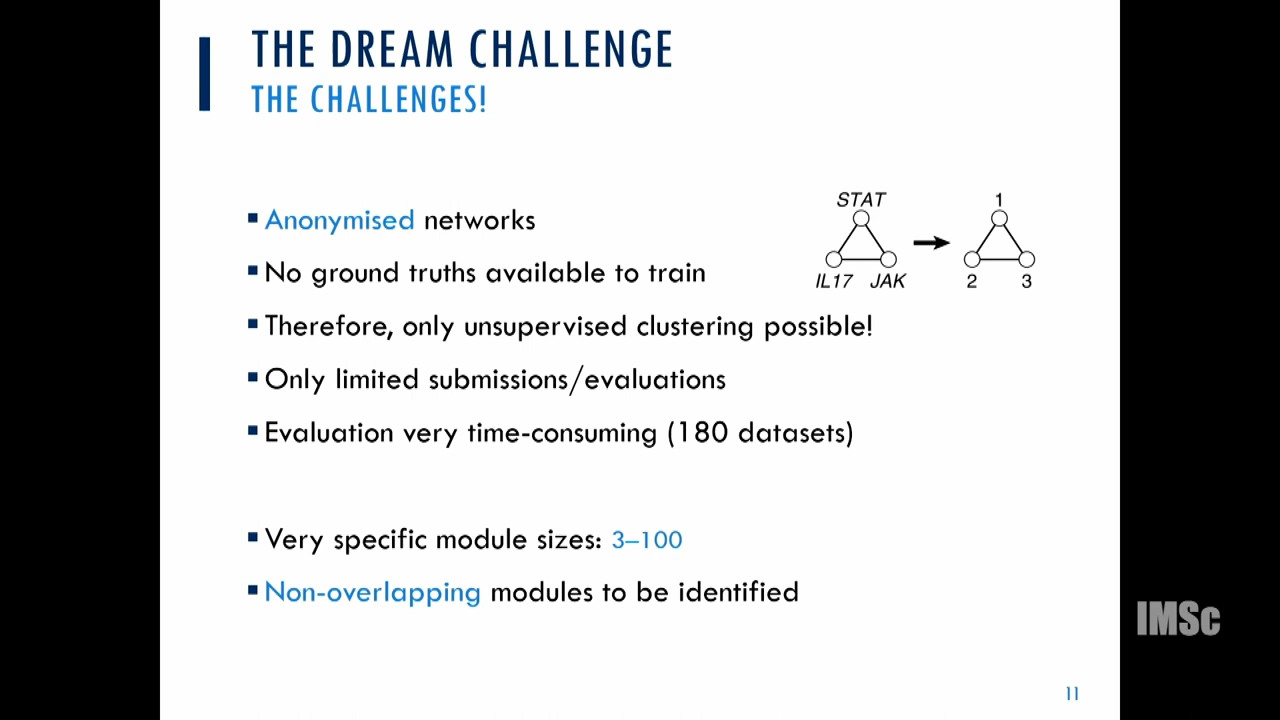 THE DREAM CHALLENGE
THE CHALLENGES!
▪ Anonymised networks
▪ No ground truths available to train
▪ Therefore, only unsupervised clustering possible!
▪ Only limited submissions/evaluations
▪ Evaluation very time-consuming (180 datasets)
▪ Very specific module sizes: 3–100
▪ Non-overlapping modules to be identified
STAT
IL17 JAK
1
2 3
IMSc
11